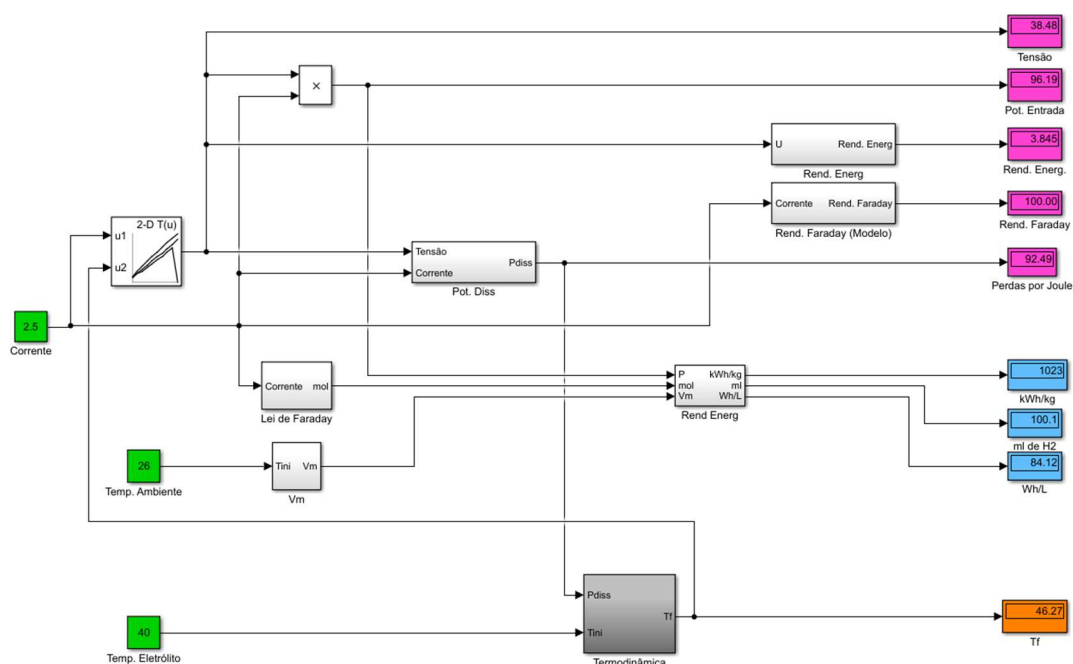 38.48
Tensão
×
96.19
Pot. Entrada
U Rend. Energ
Rend. Energ
3.845
Rend. Energ.
Corrente Rend. Faraday
Rend. Faraday (Modelo)
100.00
Rend. Faraday
2-D T(u)
u1
u2
Tensão
Corrente
Pdiss
Pot. Diss
92.49
Perdas por Joule
2.5
Corrente
Corrente mol
Lei de Faraday
P kWh/kg
mol ml
Vm Wh/L
Rend Energ
1023
kWh/kg
100.1
ml de H2
84.12
Wh/L
26
Temp. Ambiente
Tini Vm
Vm
40
Temp. Eletrólito
Pdiss
Tini
Tf
Termodinâmica
46.27
Tf